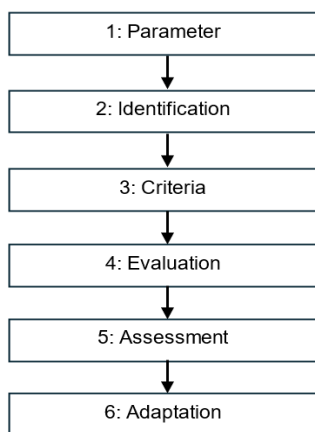 1: Parameter
2: Identification
3: Criteria
4: Evaluation
5: Assessment
6: Adaptation